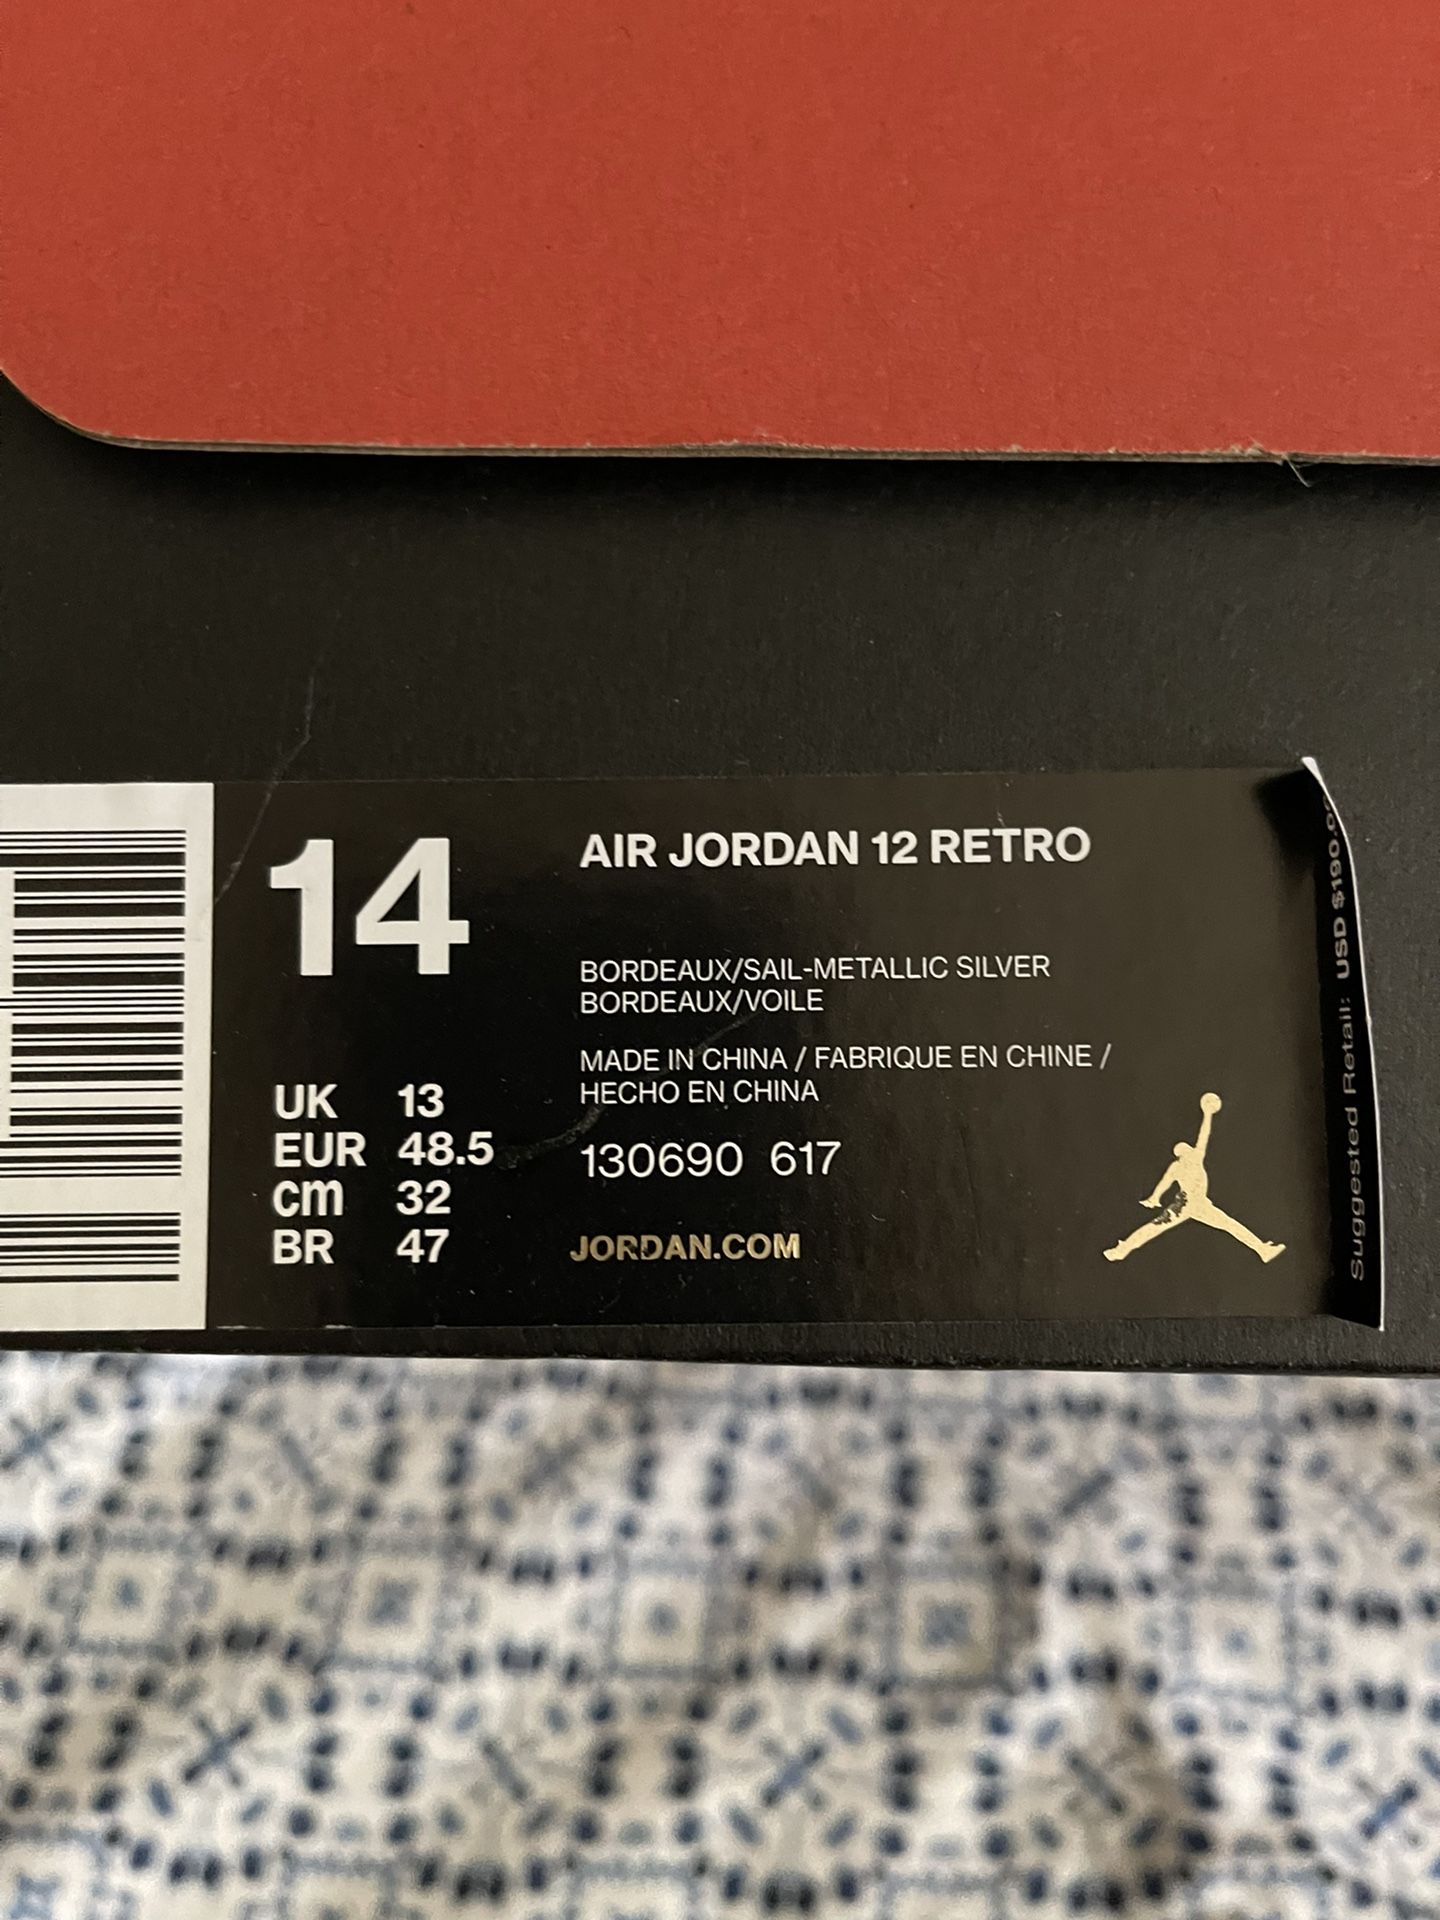 14
AIR JORDAN 12 RETRO
BORDEAUX/SAIL-METALLIC SILVER
BORDEAUX/VOILE
MADE IN CHINA / FABRIQUE EN CHINE /
HECHO EN CHINA
UK 13
EUR 48.5
cm 32
BR 47
130690 617
JORDAN.COM
Suggested Retail: USD $190.00